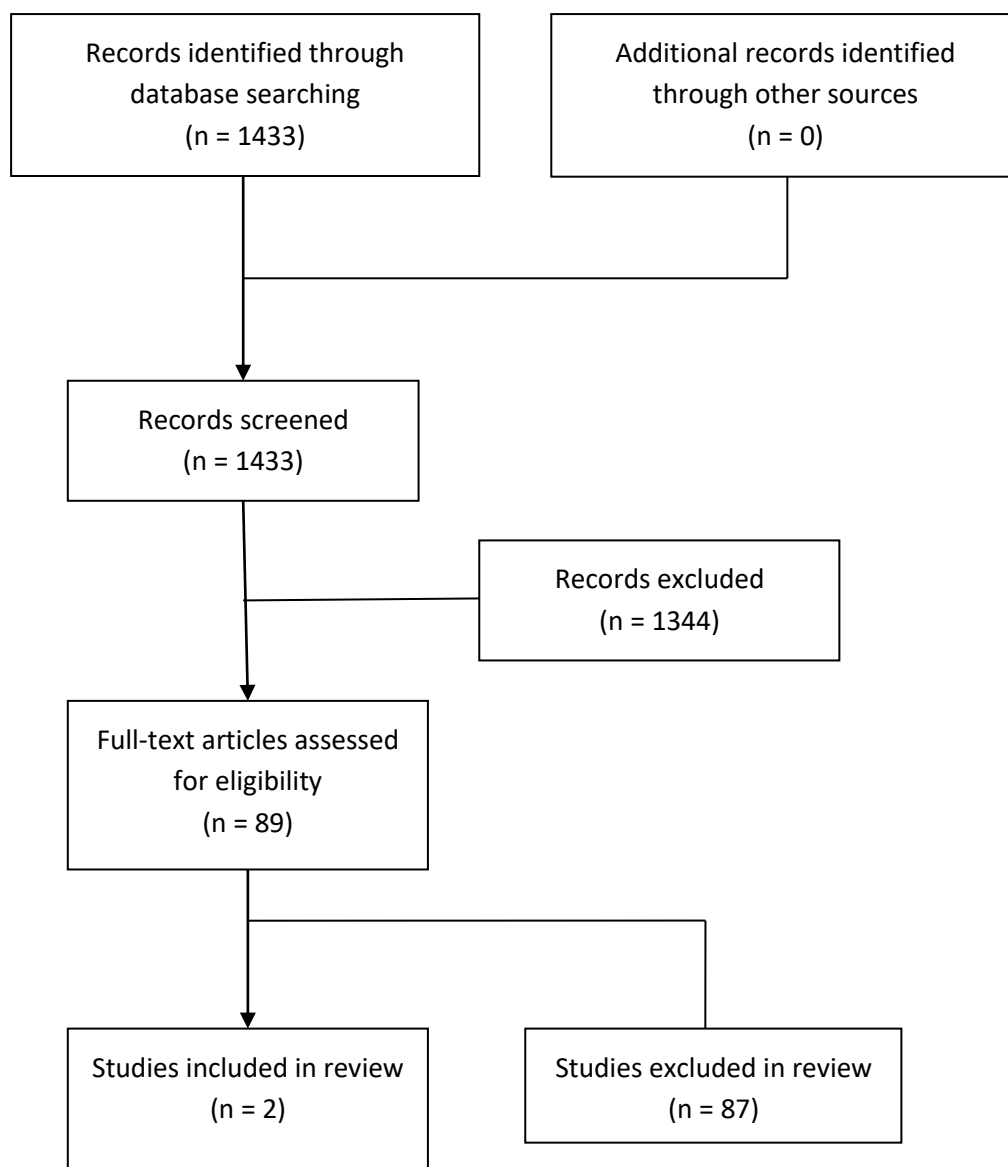 Records identified through
database searching
(n = 1433)
Additional records identified
through other sources
(n = 0)
Records screened
(n = 1433)
Records excluded
(n = 1344)
Full-text articles assessed
for eligibility
(n = 89)
Studies included in review
(n = 2)
Studies excluded in review
(n = 87)